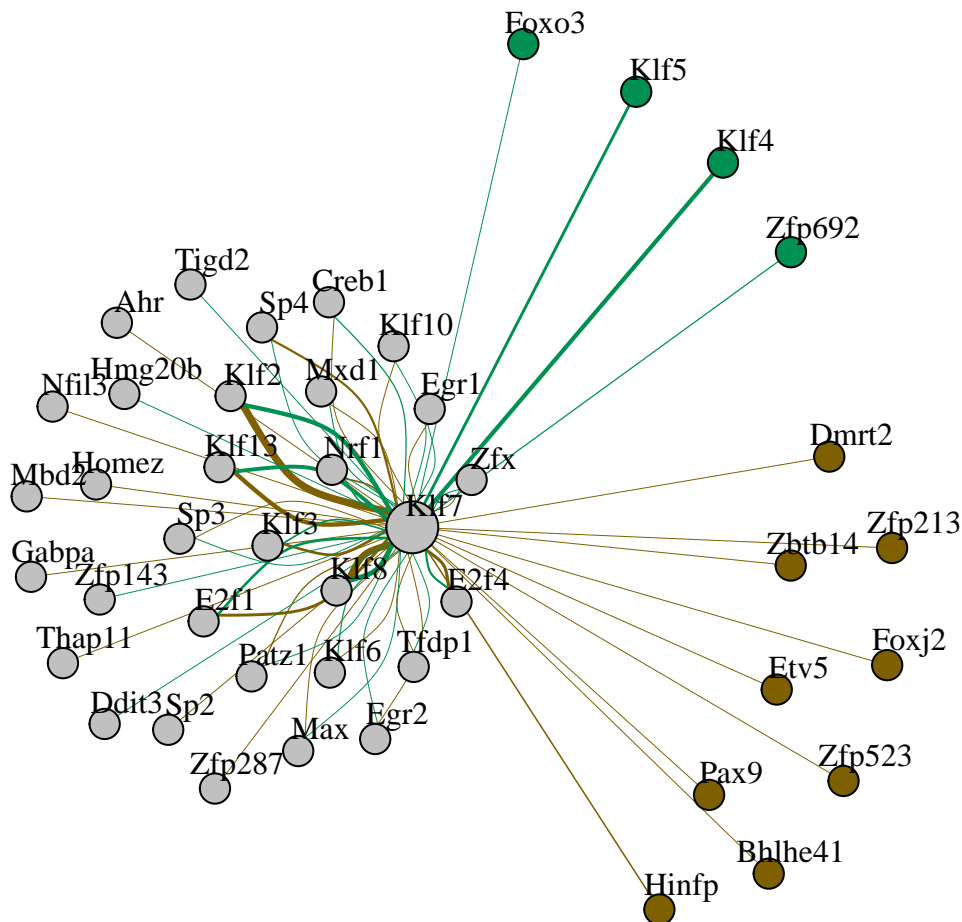 Foxo3
Klf5
Klf4
Zfp692
Tigd2
Creb1
Ahr
Sp4
Klf10
Hmg20b
Klf2
Mxd1
Egr1
Nfil3
Klf13
Nrf1
Zfx
Dmrt2
Mbd2
Homez
Klf7
Sp3
Klf3
Zfp213
Zbtb14
Gabpa
Zfp143
Klf8
E2f4
E2f1
Thap11
Patz1
Klf6
Tfdp1
Foxj2
Etv5
Ddit3
Sp2
Max
Egr2
Zfp287
Pax9
Zfp523
Bhlhe41
Hinfp